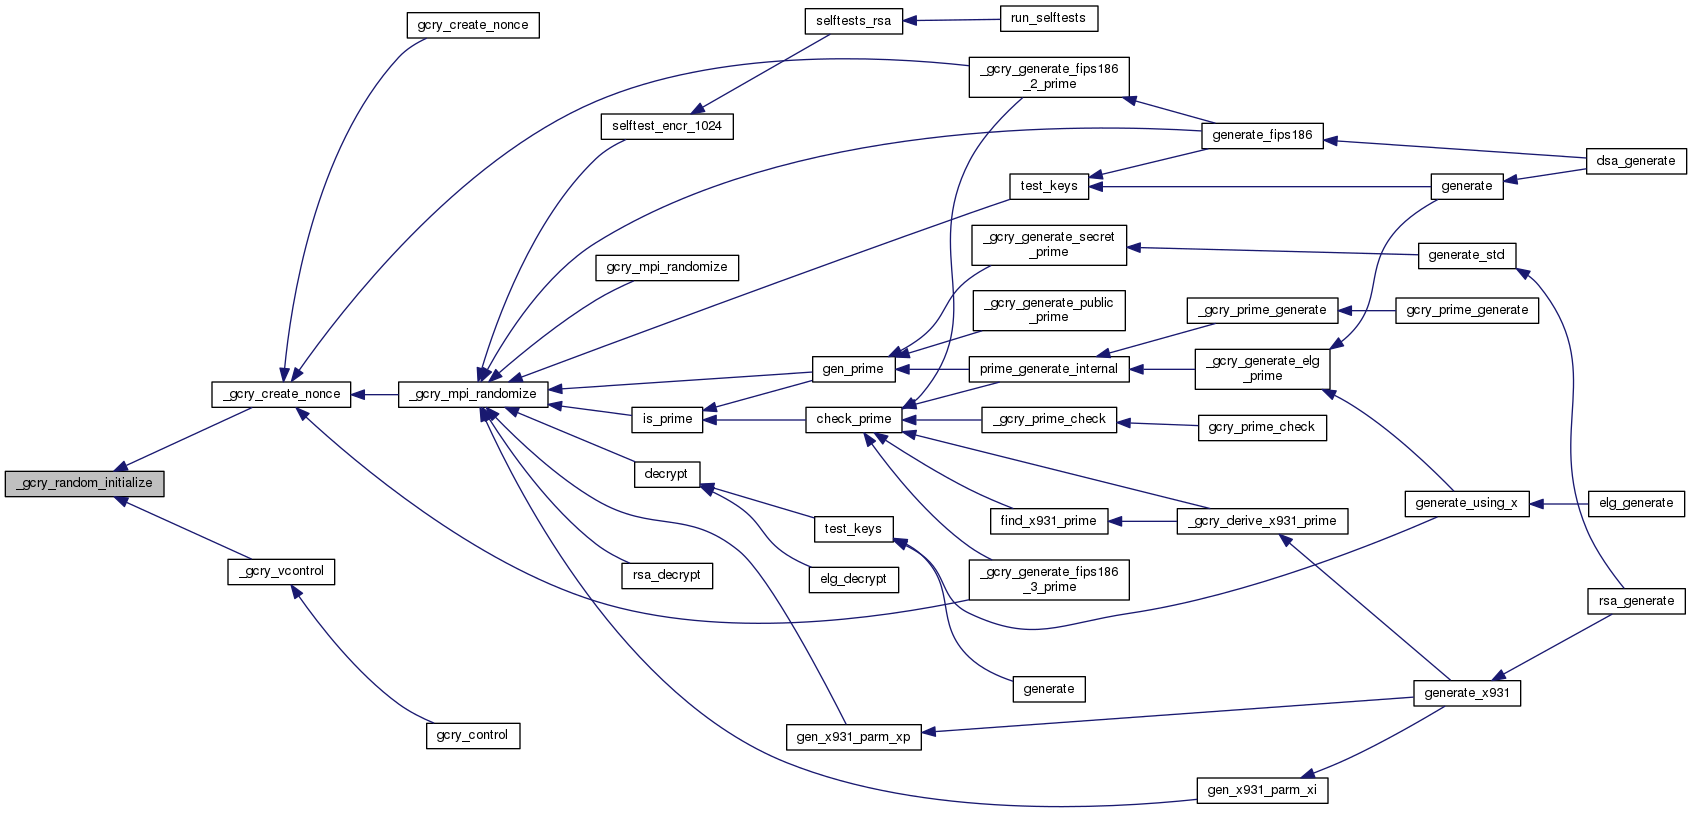 gcry_create_nonce
selftests_rsa
run_selftests
_gcry_generate_fips186
_2_prime
selftest_encr_1024
generate_fips186
dsa_generate
test_keys
generate
_gcry_generate_secret
_prime
generate_std
gcry_mpi_randomize
_gcry_generate_public
_prime
_gcry_prime_generate
gcry_prime_generate
gen_prime
prime_generate_internal
_gcry_generate_elg
_prime
_gcry_create_nonce
_gcry_mpi_randomize
is_prime
check_prime
_gcry_prime_check
gcry_prime_check
_gcry_random_initialize
decrypt
generate_using_x
elg_generate
test_keys
find_x931_prime
_gcry_derive_x931_prime
_gcry_vcontrol
rsa_decrypt
elg_decrypt
_gcry_generate_fips186
_3_prime
rsa_generate
generate
generate_x931
gcry_control
gen_x931_parm_xp
gen_x931_parm_xi